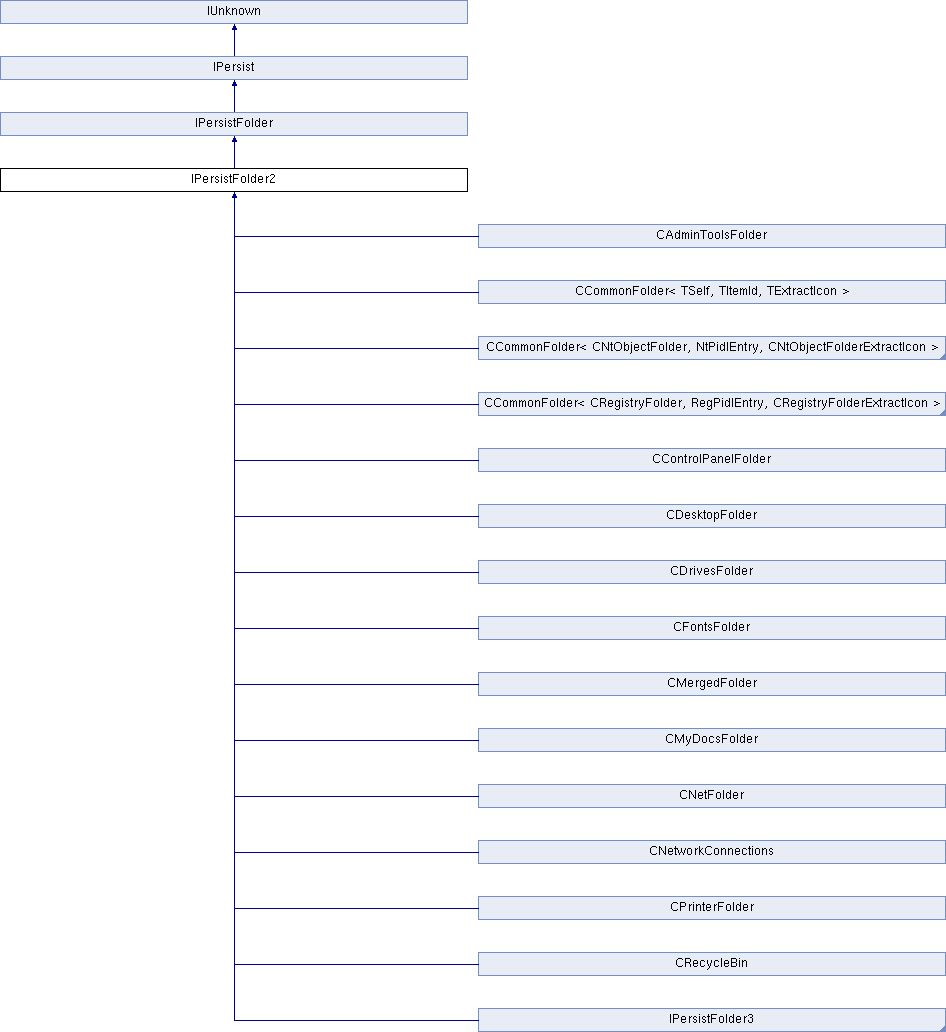 IUnknown
IPersist
IPersistFolder
IPersistFolder2
CAdminToolsFolder
CCommonFolder< TSelf, TItemId, TExtractIcon >
CCommonFolder< CNtObjectFolder, NtPidlEntry, CNtObjectFolderExtractIcon >
CCommonFolder< CRegistryFolder, RegPidlEntry, CRegistryFolderExtractIcon >
CControlPanelFolder
CDesktopFolder
CDrivesFolder
CFontsFolder
CMergedFolder
CMyDocsFolder
CNetFolder
CNetworkConnections
CPrinterFolder
CRecycleBin
IPersistFolder3